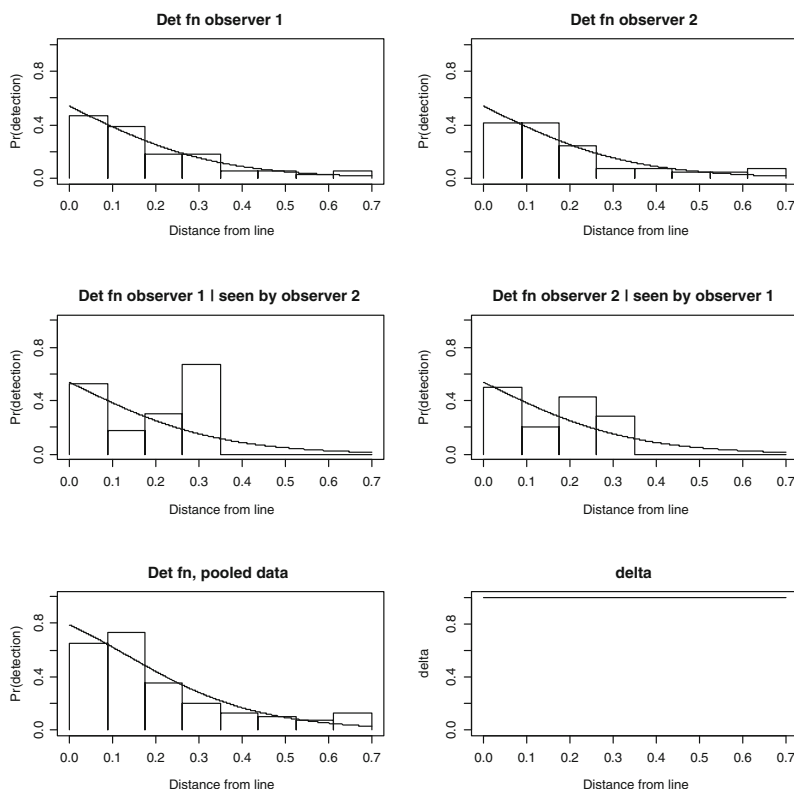 Det fn observer 1
Pr(detection)
0.0 0.4 0.8
0.0 0.1 0.2 0.3 0.4 0.5 0.6 0.7
Distance from line
Det fn observer 2
Pr(detection)
0.0 0.4 0.8
0.0 0.1 0.2 0.3 0.4 0.5 0.6 0.7
Distance from line
Det fn observer 1 | seen by observer 2
Pr(detection)
0.0 0.4 0.8
0.0 0.1 0.2 0.3 0.4 0.5 0.6 0.7
Distance from line
Det fn observer 2 | seen by observer 1
Pr(detection)
0.0 0.4 0.8
0.0 0.1 0.2 0.3 0.4 0.5 0.6 0.7
Distance from line
Det fn, pooled data
Pr(detection)
0.0 0.4 0.8
0.0 0.1 0.2 0.3 0.4 0.5 0.6 0.7
Distance from line
delta
delta
0.0 0.4 0.8
0.0 0.1 0.2 0.3 0.4 0.5 0.6 0.7
Distance from line